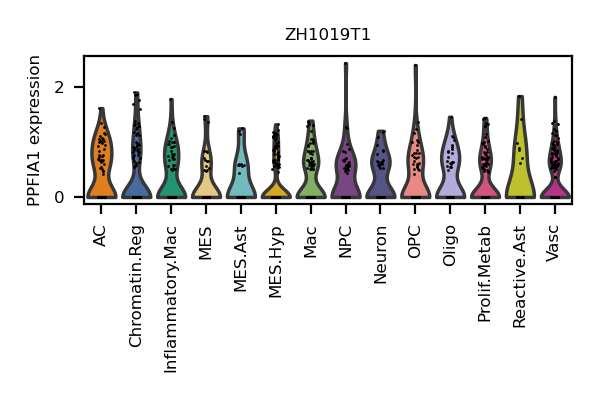 ZH1019T1
PPFIA1 expression
2
0
AC
Chromatin.Reg
Inflammatory.Mac
MES
MES.Ast
MES.Hyp
Mac
NPC
Neuron
OPC
Oligo
Prolif.Metab
Reactive.Ast
Vasc